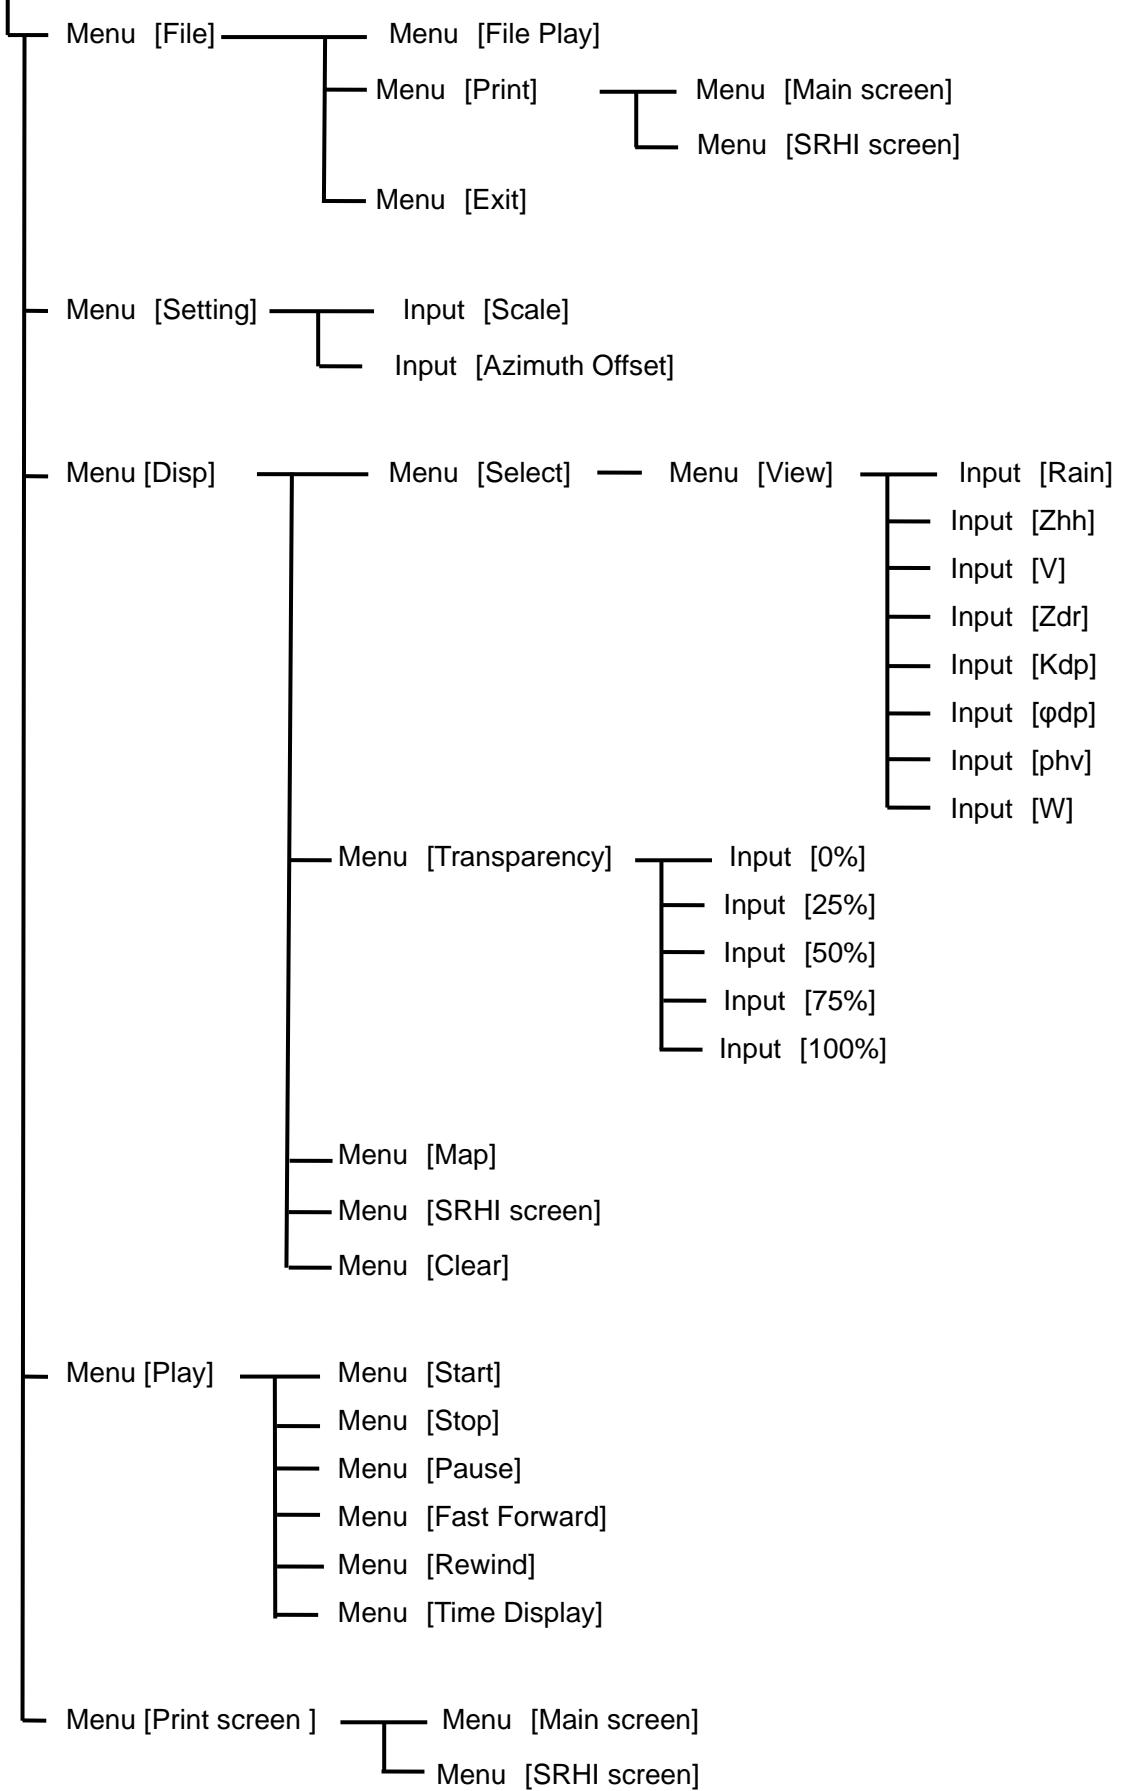 Menu [File] Menu [File Play]
Menu [Print] Menu [Main screen]
Menu [SRHI screen]
Menu [Exit]
Menu [Setting] Input [Scale]
Input [Azimuth Offset]
Menu [Disp] Menu [Select] Menu [View] Input [Rain]
Input [Zhh]
Input [V]
Input [Zdr]
Input [Kdp]
Input [φdp]
Input [phv]
Input [W]
Menu [Transparency] Input [0%]
Input [25%]
Input [50%]
Input [75%]
Input [100%]
Menu [Map]
Menu [SRHI screen]
Menu [Clear]
Menu [Play] Menu [Start]
Menu [Stop]
Menu [Pause]
Menu [Fast Forward]
Menu [Rewind]
Menu [Time Display]
Menu [Print screen ] Menu [Main screen]
Menu [SRHI screen]